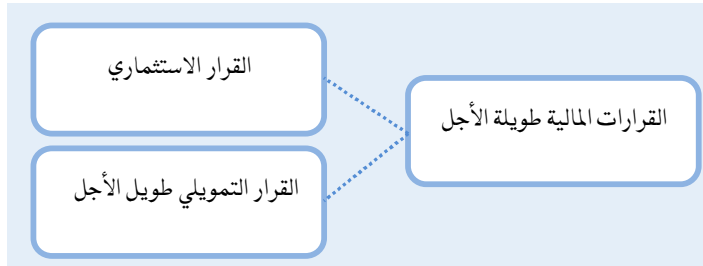 القرار الاستثماري
القرارات المالية طويلة الأجل
القرار التمويلي طويل الأجل